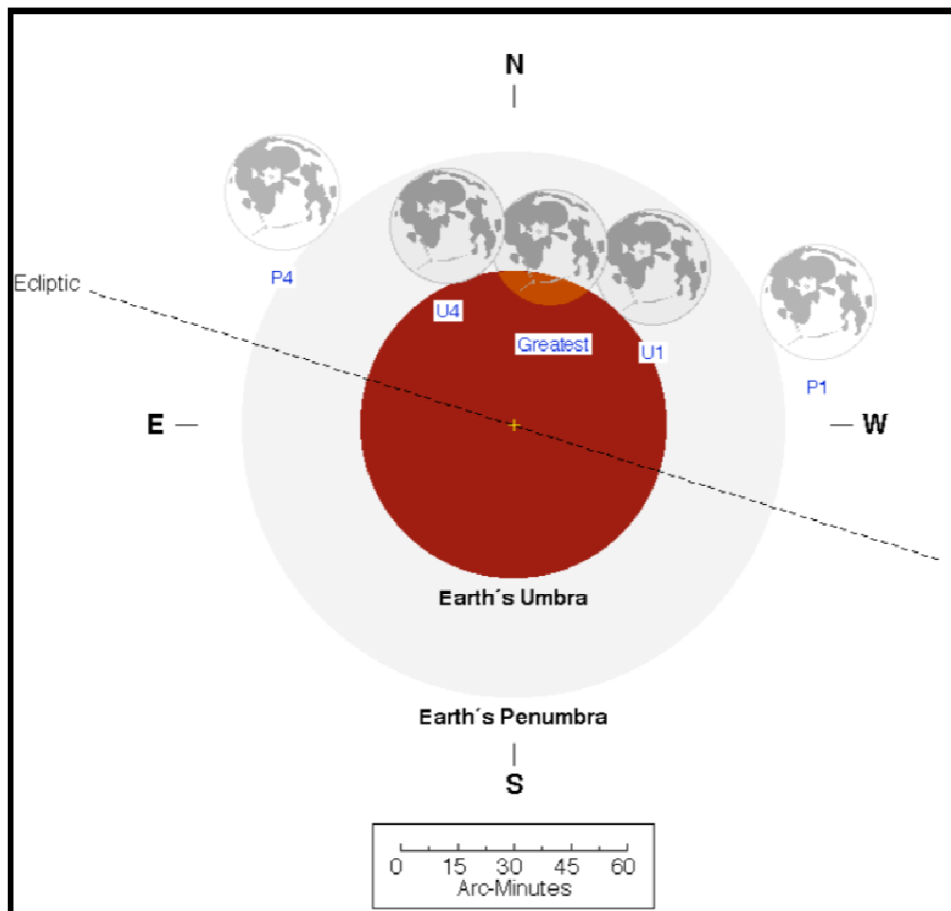 N
P4
Ecliptic
U4
Greatest
U1
P1
E
W
Earth´s Umbra
Earth´s Penumbra
S
0 15 30 45 60
Arc-Minutes